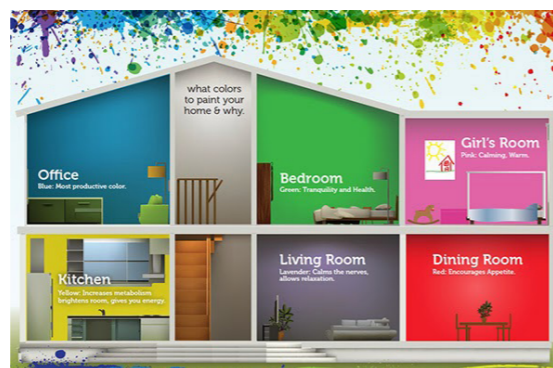 what colors
to paint your
home & why.
Office
Blue: Most productive color.
Bedroom
Green: Tranquility and Health.
Girl's Room
Pink: Calming, Warm.
Kitchen
Yellow: Increases metabolism,
brightens room, gives you energy.
Living Room
Lavender: Calms the nerves,
allows relaxation.
Dining Room
Red: Encourages Appetite.